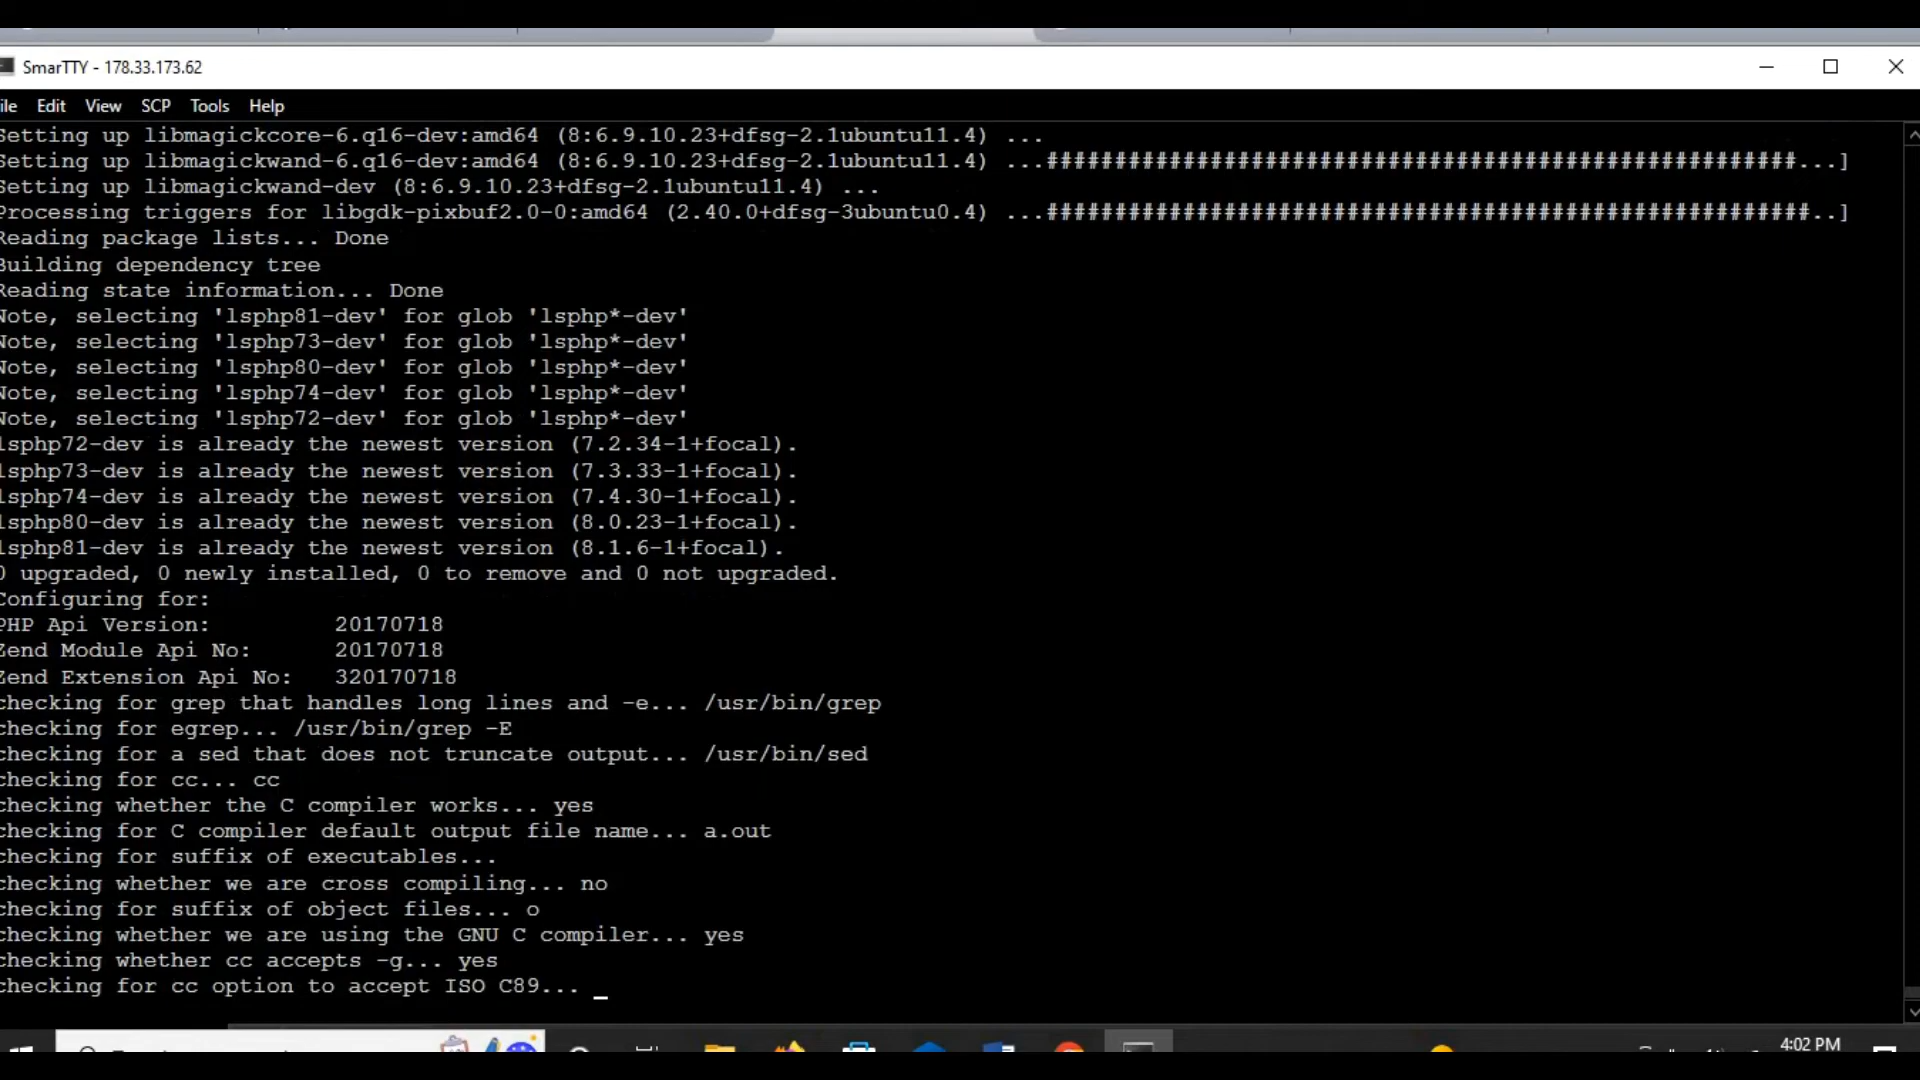 SmarTTY - 178.33.173.62
ile Edit View SCP Tools Help
Setting up libmagickcore-6.q16-dev:amd64 (8:6.9.10.23+dfsg-2.1ubuntu11.4) ...
Setting up libmagickwand-6.q16-dev:amd64 (8:6.9.10.23+dfsg-2.1ubuntu11.4) ...#######################################################...]
Setting up libmagickwand-dev (8:6.9.10.23+dfsg-2.1ubuntu11.4) ...
Processing triggers for libgdk-pixbuf2.0-0:amd64 (2.40.0+dfsg-3ubuntu0.4) ...########################################################..]
Reading package lists... Done
Building dependency tree
Reading state information... Done
Note, selecting 'lsphp81-dev' for glob 'lsphp*-dev'
Note, selecting 'lsphp73-dev' for glob 'lsphp*-dev'
Note, selecting 'lsphp80-dev' for glob 'lsphp*-dev'
Note, selecting 'lsphp74-dev' for glob 'lsphp*-dev'
Note, selecting 'lsphp72-dev' for glob 'lsphp*-dev'
lsphp72-dev is already the newest version (7.2.34-1+focal).
lsphp73-dev is already the newest version (7.3.33-1+focal).
lsphp74-dev is already the newest version (7.4.30-1+focal).
lsphp80-dev is already the newest version (8.0.23-1+focal).
lsphp81-dev is already the newest version (8.1.6-1+focal).
0 upgraded, 0 newly installed, 0 to remove and 0 not upgraded.
Configuring for:
PHP Api Version:         20170718
Zend Module Api No:      20170718
Zend Extension Api No:   320170718
checking for grep that handles long lines and -e... /usr/bin/grep
checking for egrep... /usr/bin/grep -E
checking for a sed that does not truncate output... /usr/bin/sed
checking for cc... cc
checking whether the C compiler works... yes
checking for C compiler default output file name... a.out
checking for suffix of executables...
checking whether we are cross compiling... no
checking for suffix of object files... o
checking whether we are using the GNU C compiler... yes
checking whether cc accepts -g... yes
checking for cc option to accept ISO C89... _
4:02 PM